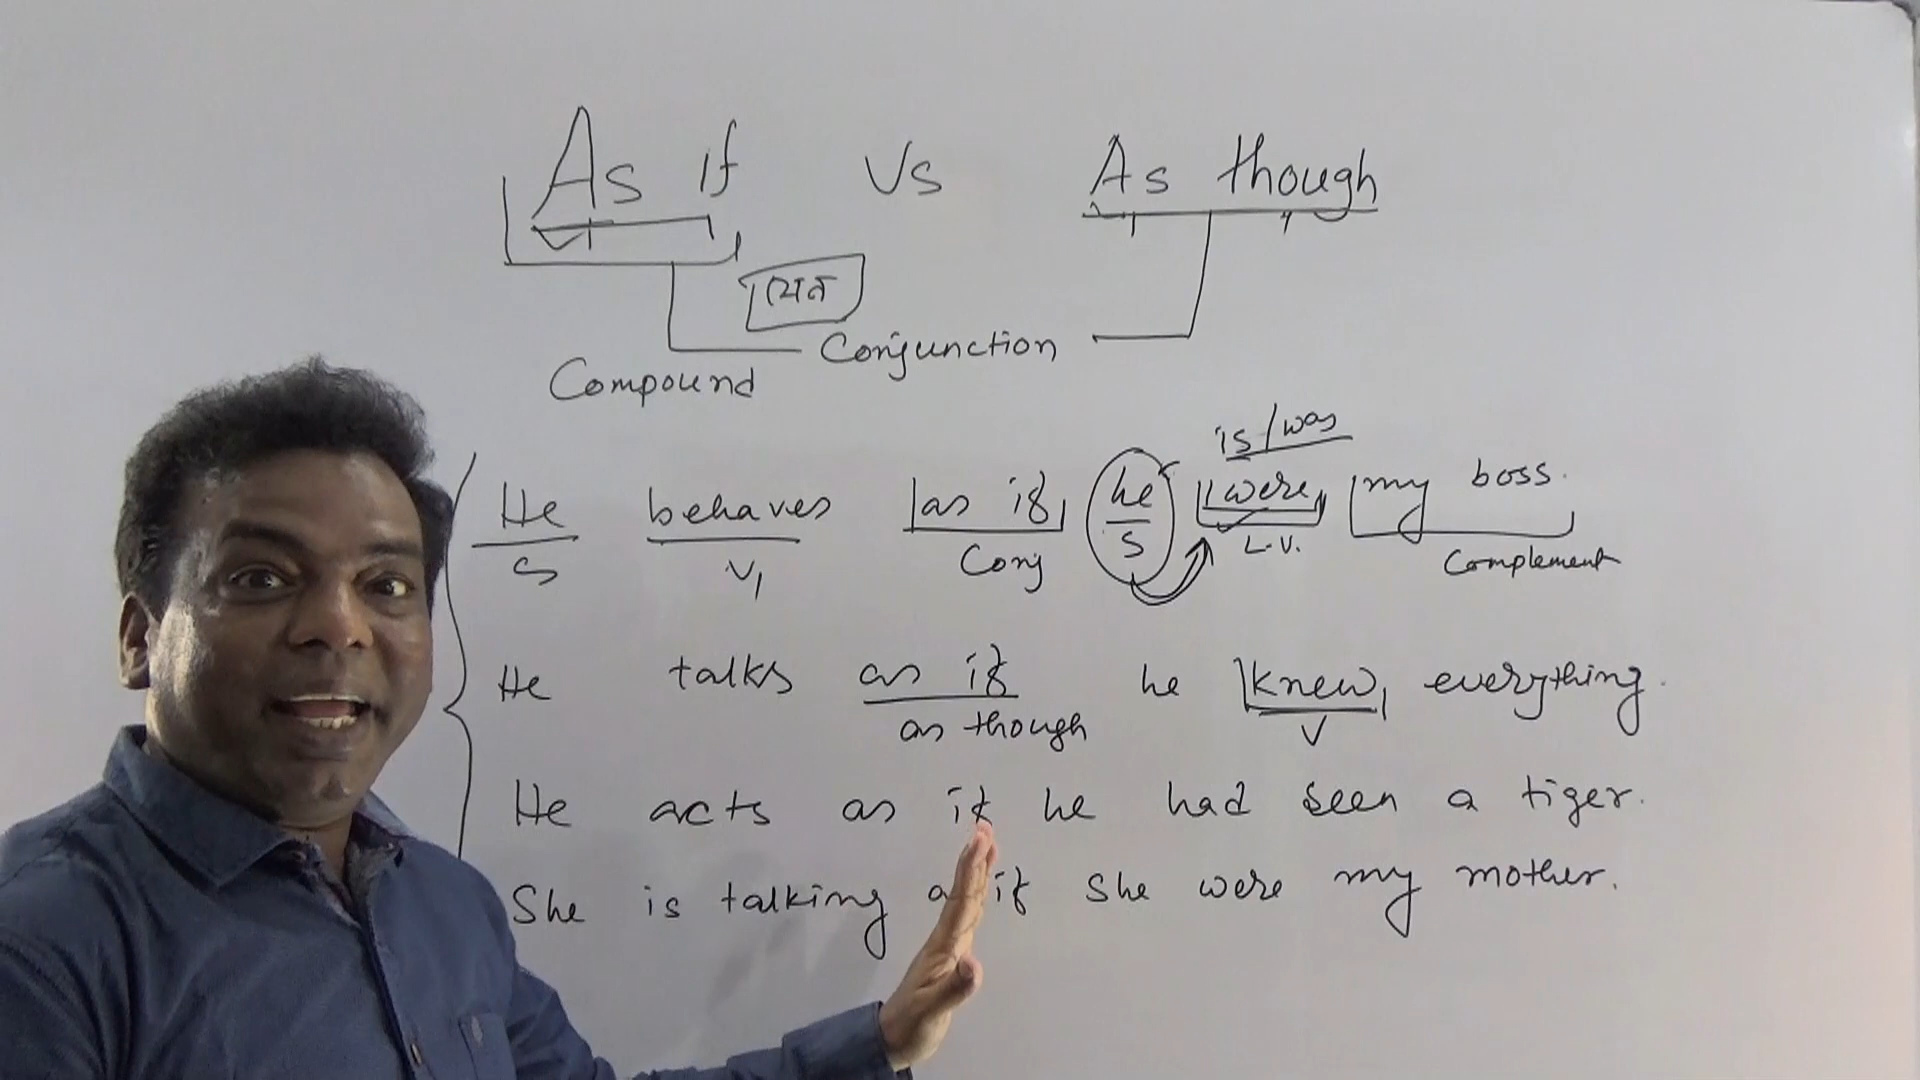 As if Vs As though
যেন
Conjunction
Compound
is/was
He behaves as if he were my boss.
S V1 Conj S L.V. Complement
He talks as if he knew everything.
as though V
He acts as if he had seen a tiger.
She is talking as if she were my mother.